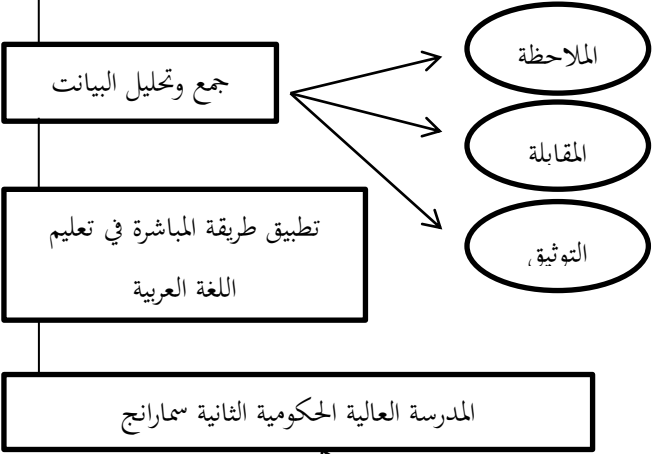 الملاحظة
جمع وتحليل البيانت
المقابلة
التوثيق
تطبيق طريقة المباشرة في تعليم
اللغة العربية
المدرسة العالية الحكومية الثانية سمارانج